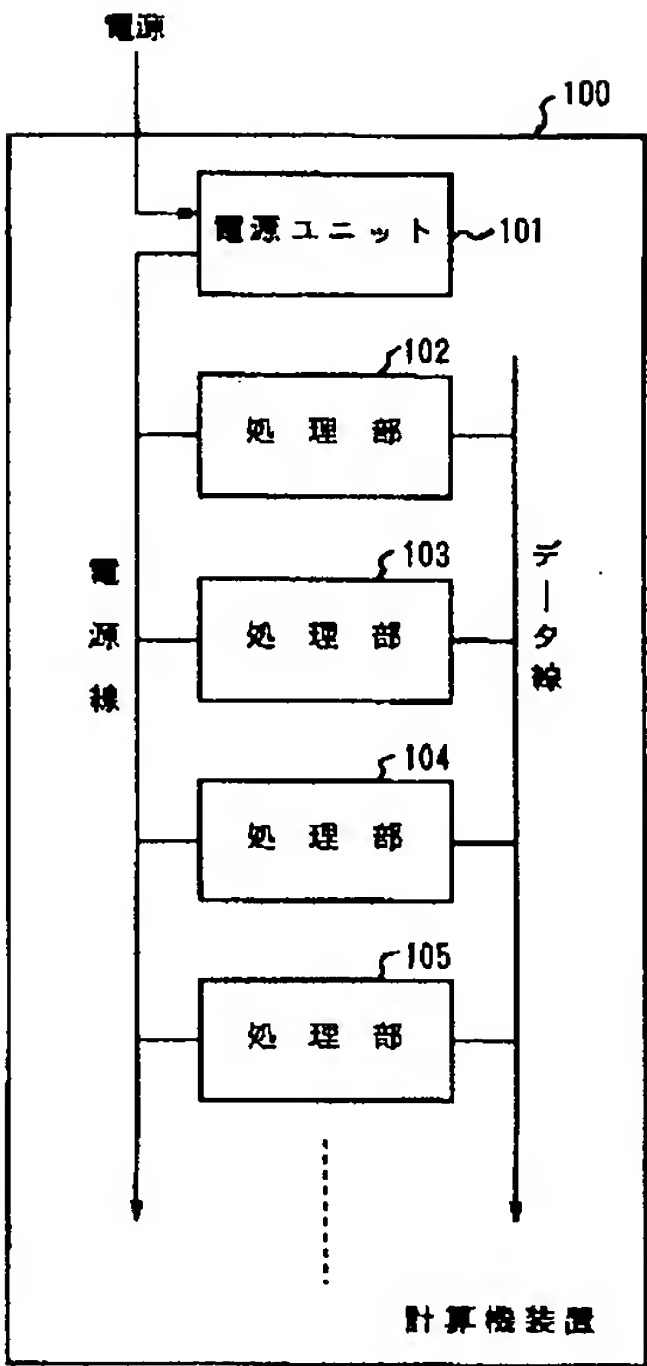 電源
100
電源ユニット
101
102
処理部
103
処理部
電源線
データ線
104
処理部
105
処理部
計算機装置